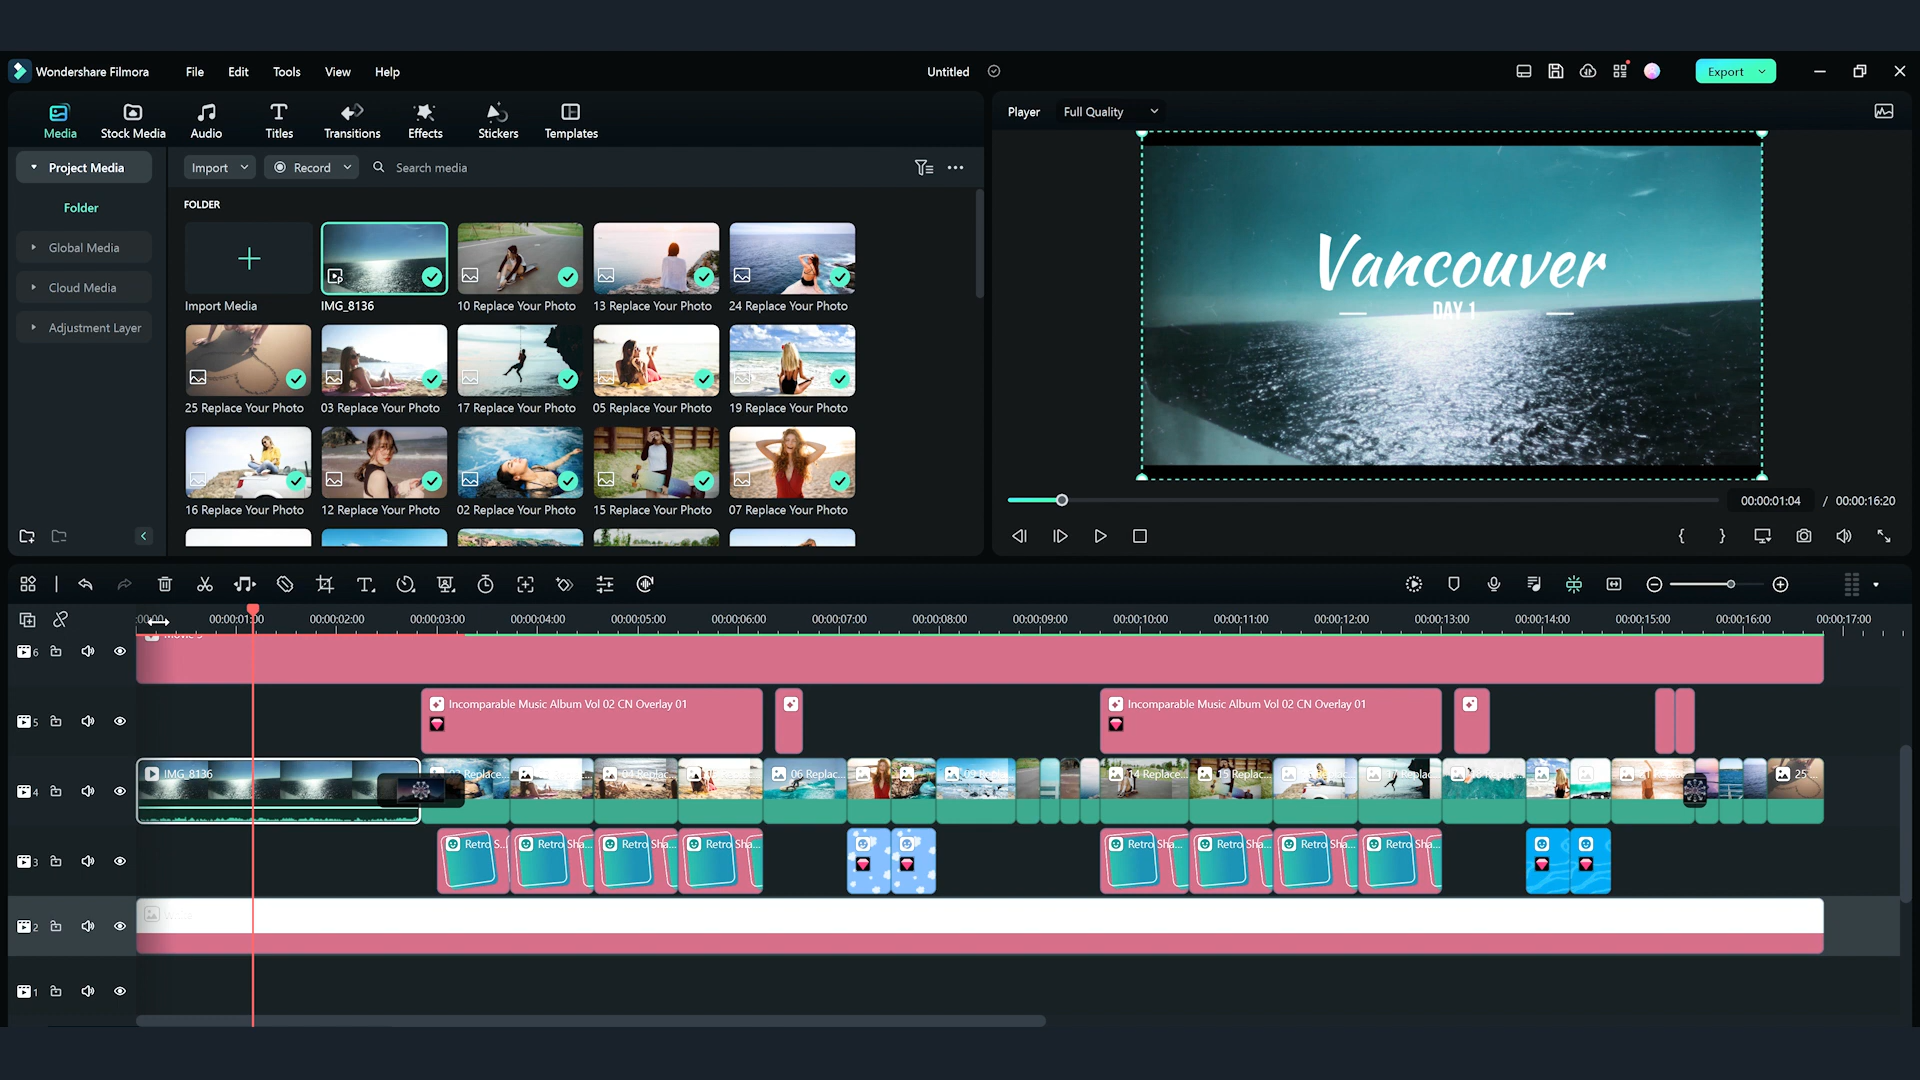 Wondershare Filmora File Edit Tools View Help Untitled Export
Media Stock Media Audio Titles Transitions Effects Stickers Templates
Player Full Quality
Project Media
Import Record Search media
Folder
Global Media
Cloud Media
Adjustment Layer
FOLDER
Import Media IMG_8136 10 Replace Your Photo 13 Replace Your Photo 24 Replace Your Photo
25 Replace Your Photo 03 Replace Your Photo 17 Replace Your Photo 05 Replace Your Photo 19 Replace Your Photo
16 Replace Your Photo 12 Replace Your Photo 02 Replace Your Photo 15 Replace Your Photo 07 Replace Your Photo
Vancouver
DAY 1
00:00:01:04 / 00:00:16:20
:00:00 00:00:01:00 00:00:02:00 00:00:03:00 00:00:04:00 00:00:05:00 00:00:06:00 00:00:07:00 00:00:08:00 00:00:09:00 00:00:10:00 00:00:11:00 00:00:12:00 00:00:13:00 00:00:14:00 00:00:15:00 00:00:16:00 00:00:17:00
6
5 Incomparable Music Album Vol 02 CN Overlay 01 Incomparable Music Album Vol 02 CN Overlay 01
4 IMG_8136 Replace... 04 Replac... 06 Replac... 14 Replace... 15 Replac... 25 ...
3 Retro S... Retro Sha... Retro Sha... Retro Sha... Retro Sha... Retro Sha... Retro Sha... Retro Sha...
2
1